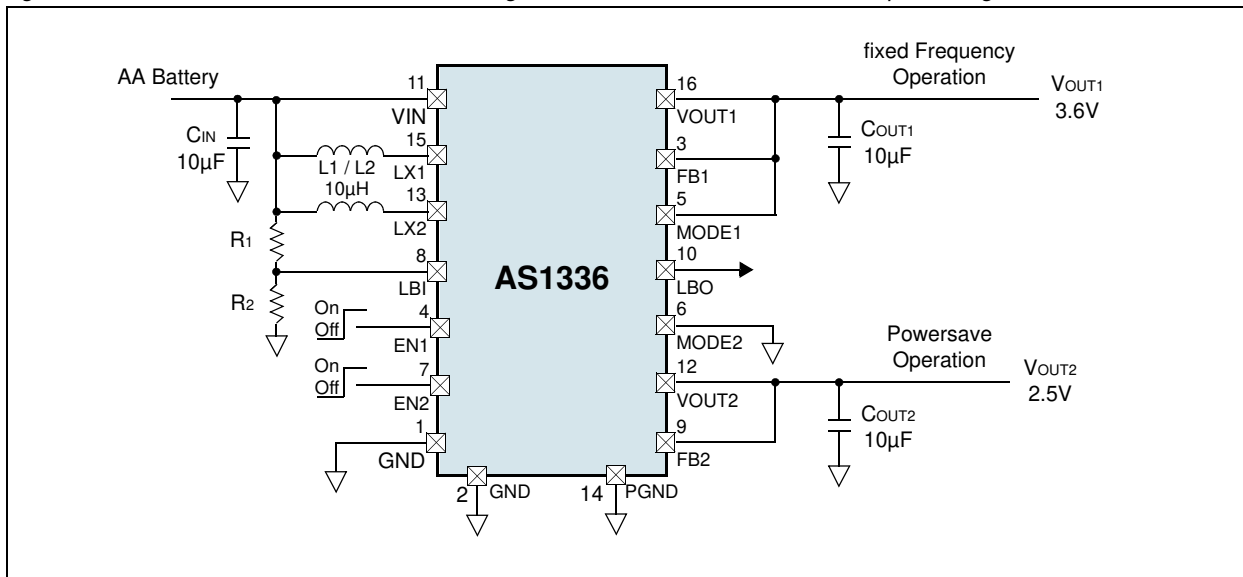 AA Battery
CIN
10µF
11
VIN
15
L1 / L2
LX1
10µH
13
LX2
R1
8
LBI
R2
On
Off
4
EN1
On
Off
7
EN2
1
GND
2
GND
14
PGND
AS1336
fixed Frequency
Operation
16
VOUT1
VOUT1
3.6V
COUT1
10µF
3
FB1
5
MODE1
10
LBO
6
MODE2
Powersave
Operation
12
VOUT2
VOUT2
2.5V
COUT2
10µF
9
FB2